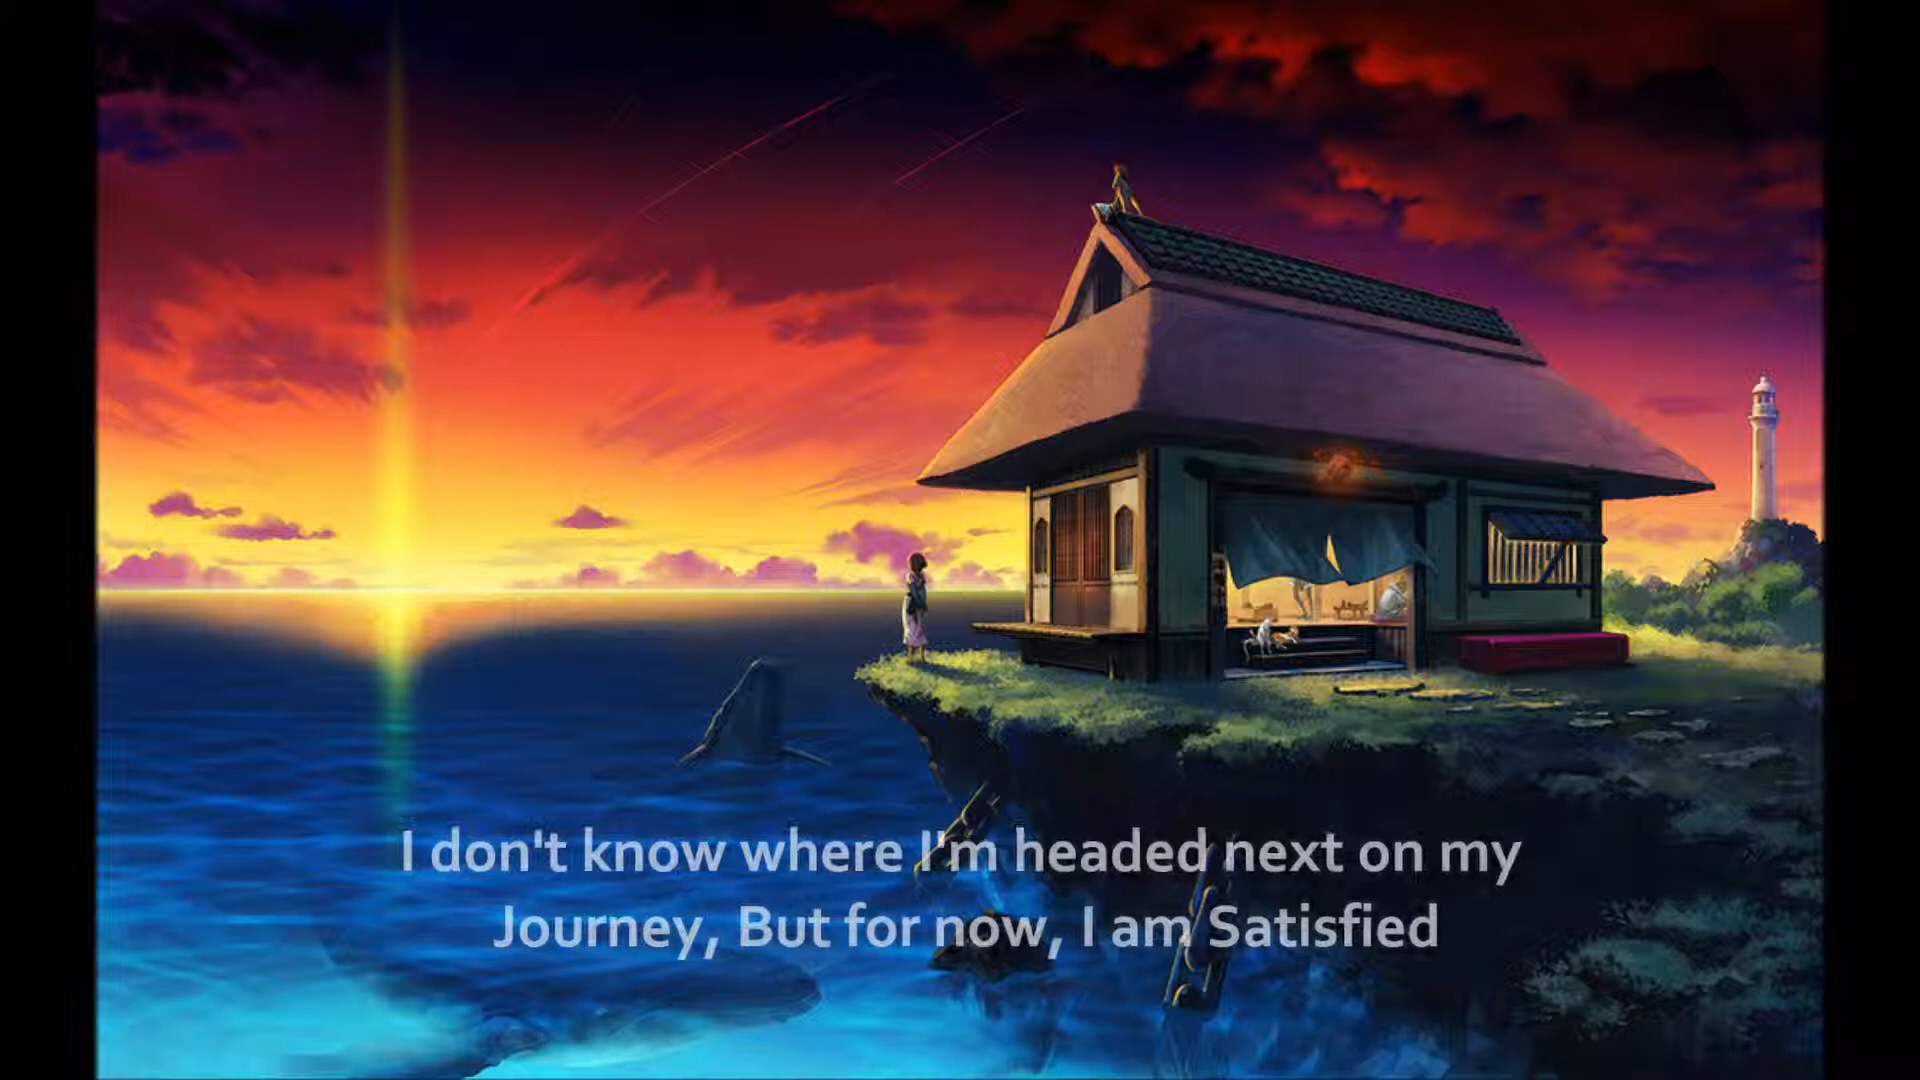 I don't know where I'm headed next on my
Journey, But for now, I am Satisfied